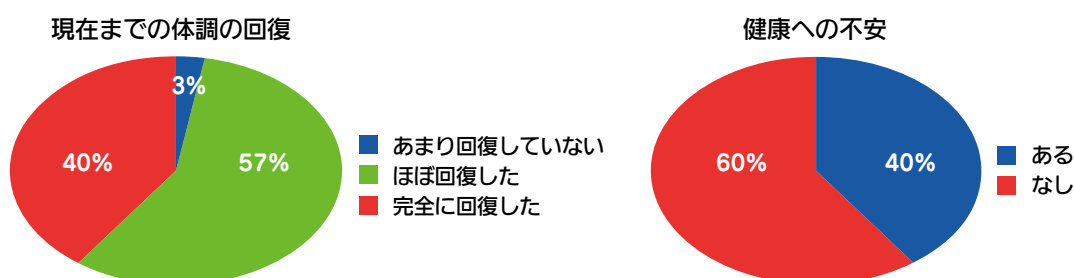 現在までの体調の回復
3%
40%
57%
あまり回復していない
ほぼ回復した
完全に回復した
健康への不安
60%
40%
ある
なし